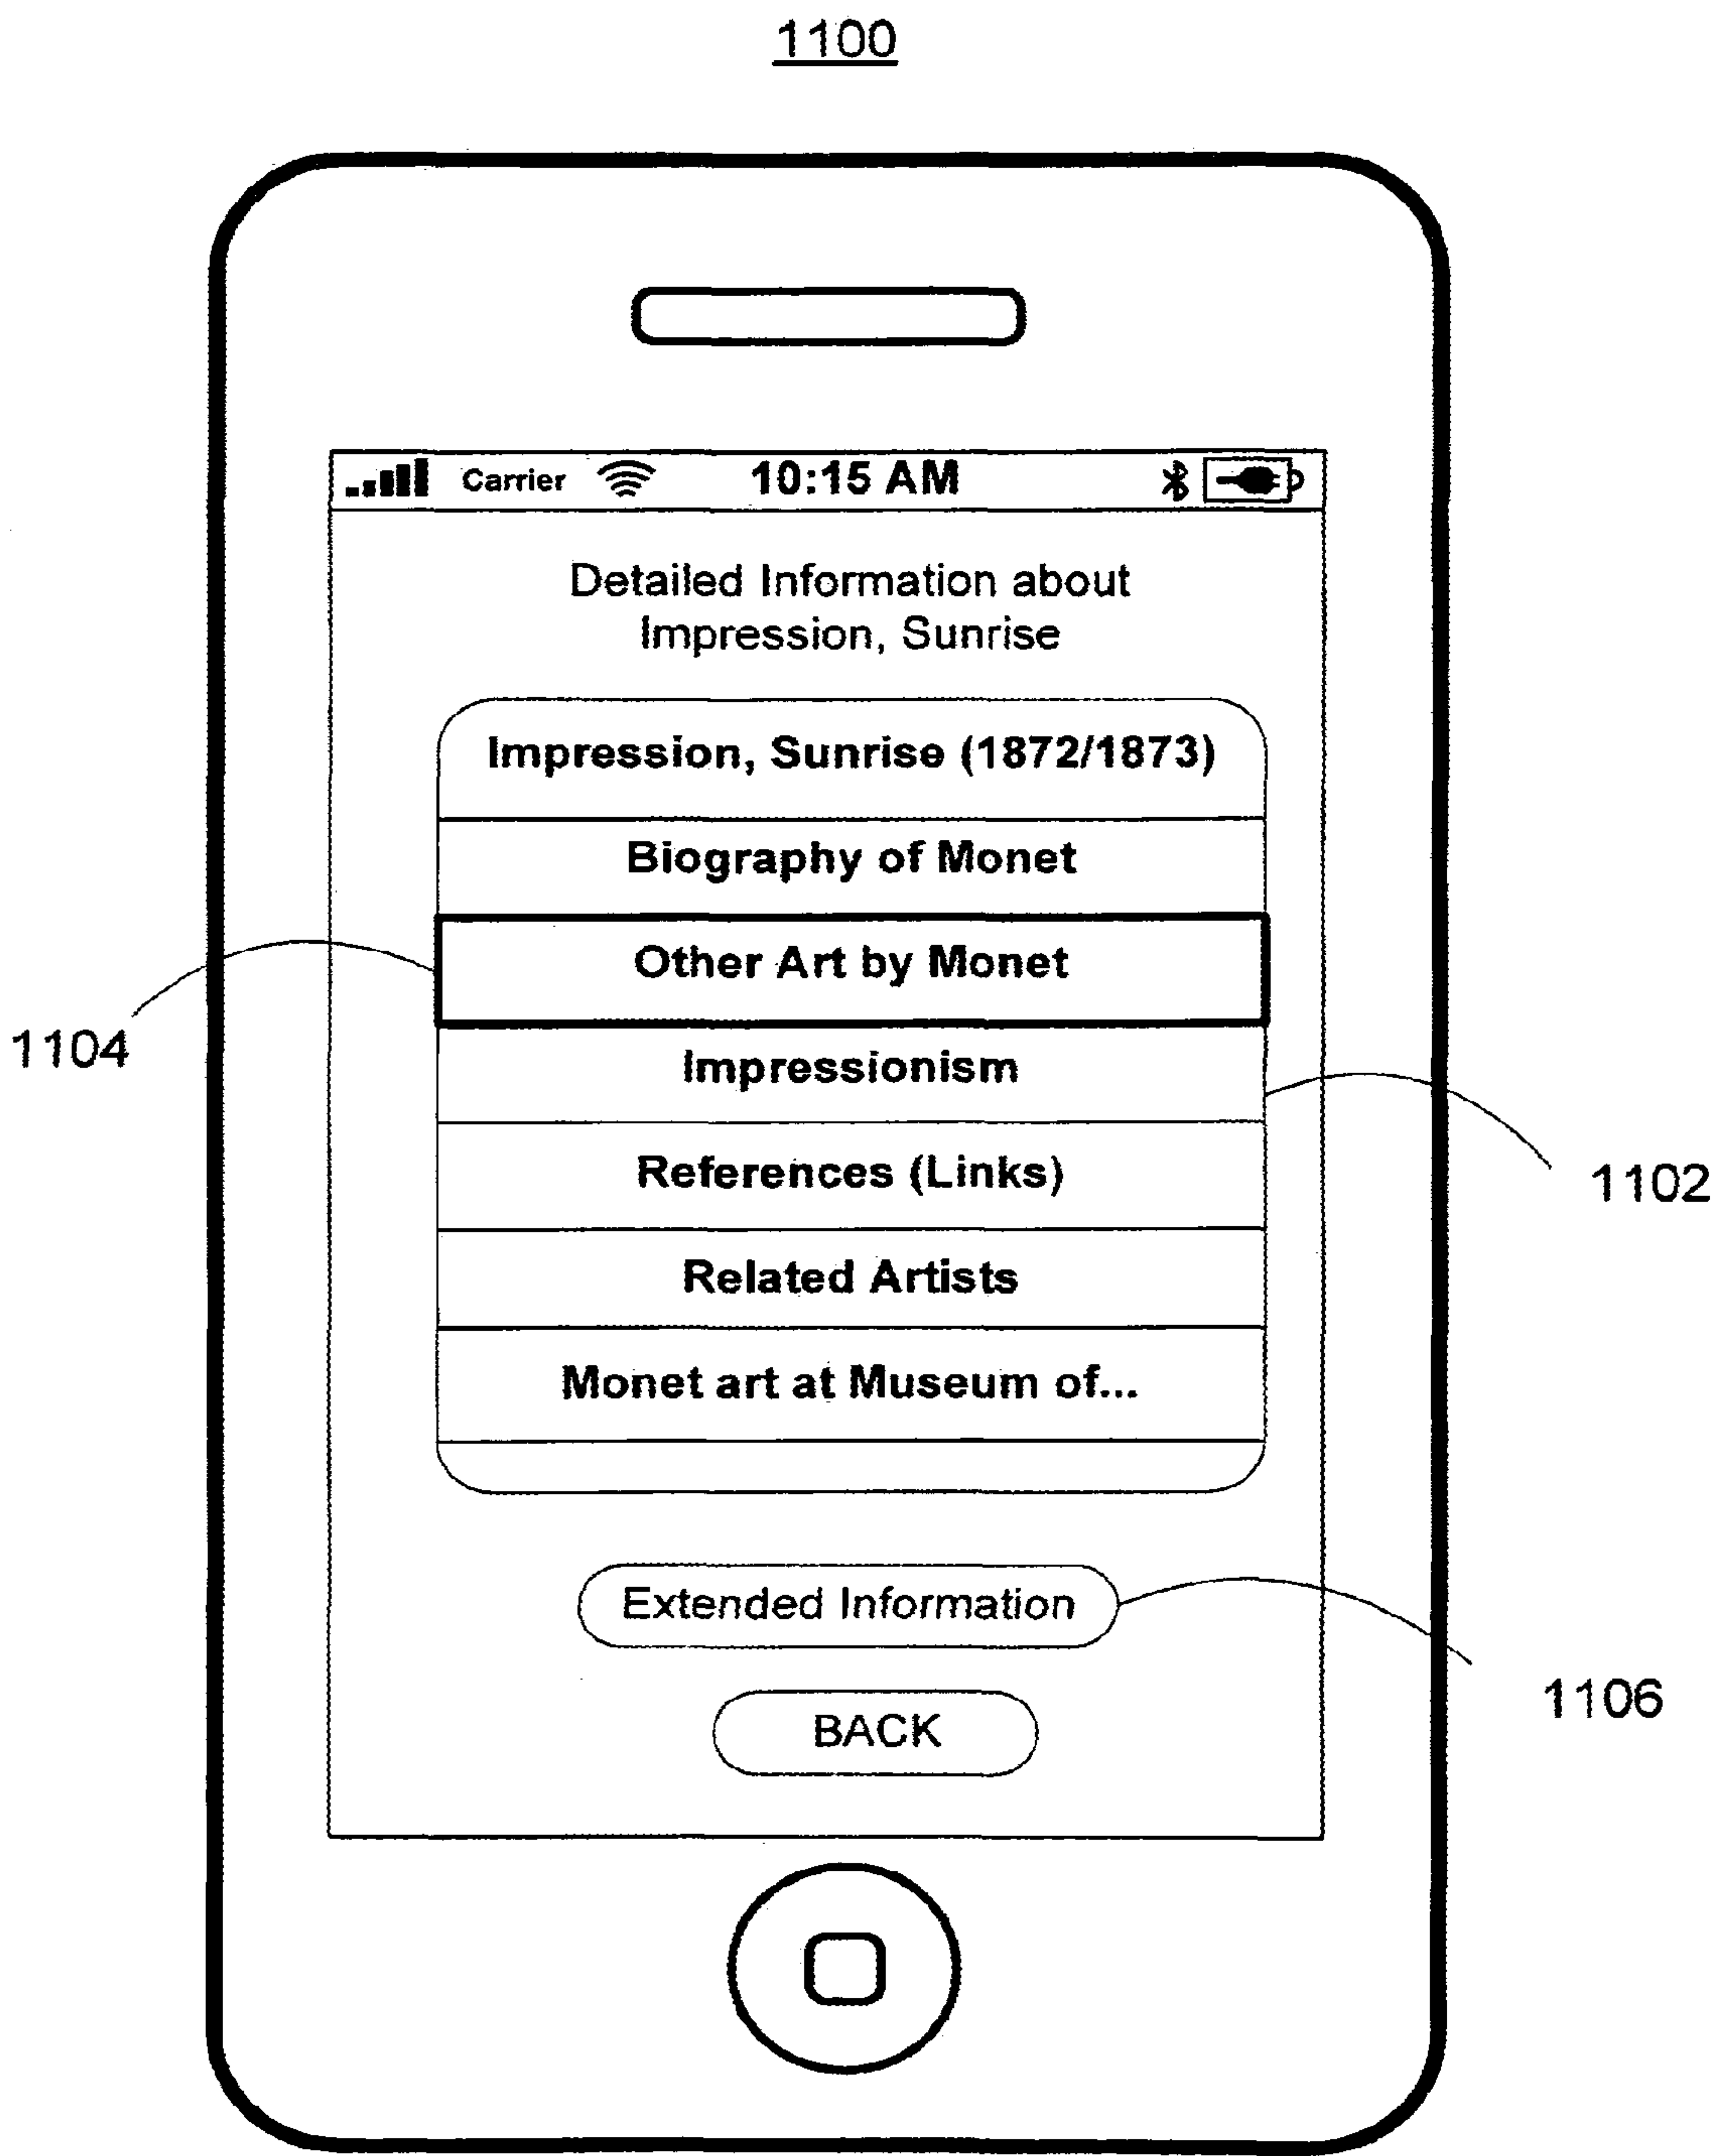 1100
Carrier 10:15 AM
Detailed Information about
Impression, Sunrise
Impression, Sunrise (1872/1873)
Biography of Monet
Other Art by Monet
1104
Impressionism
1102
References (Links)
Related Artists
Monet art at Museum of...
Extended Information
1106
BACK